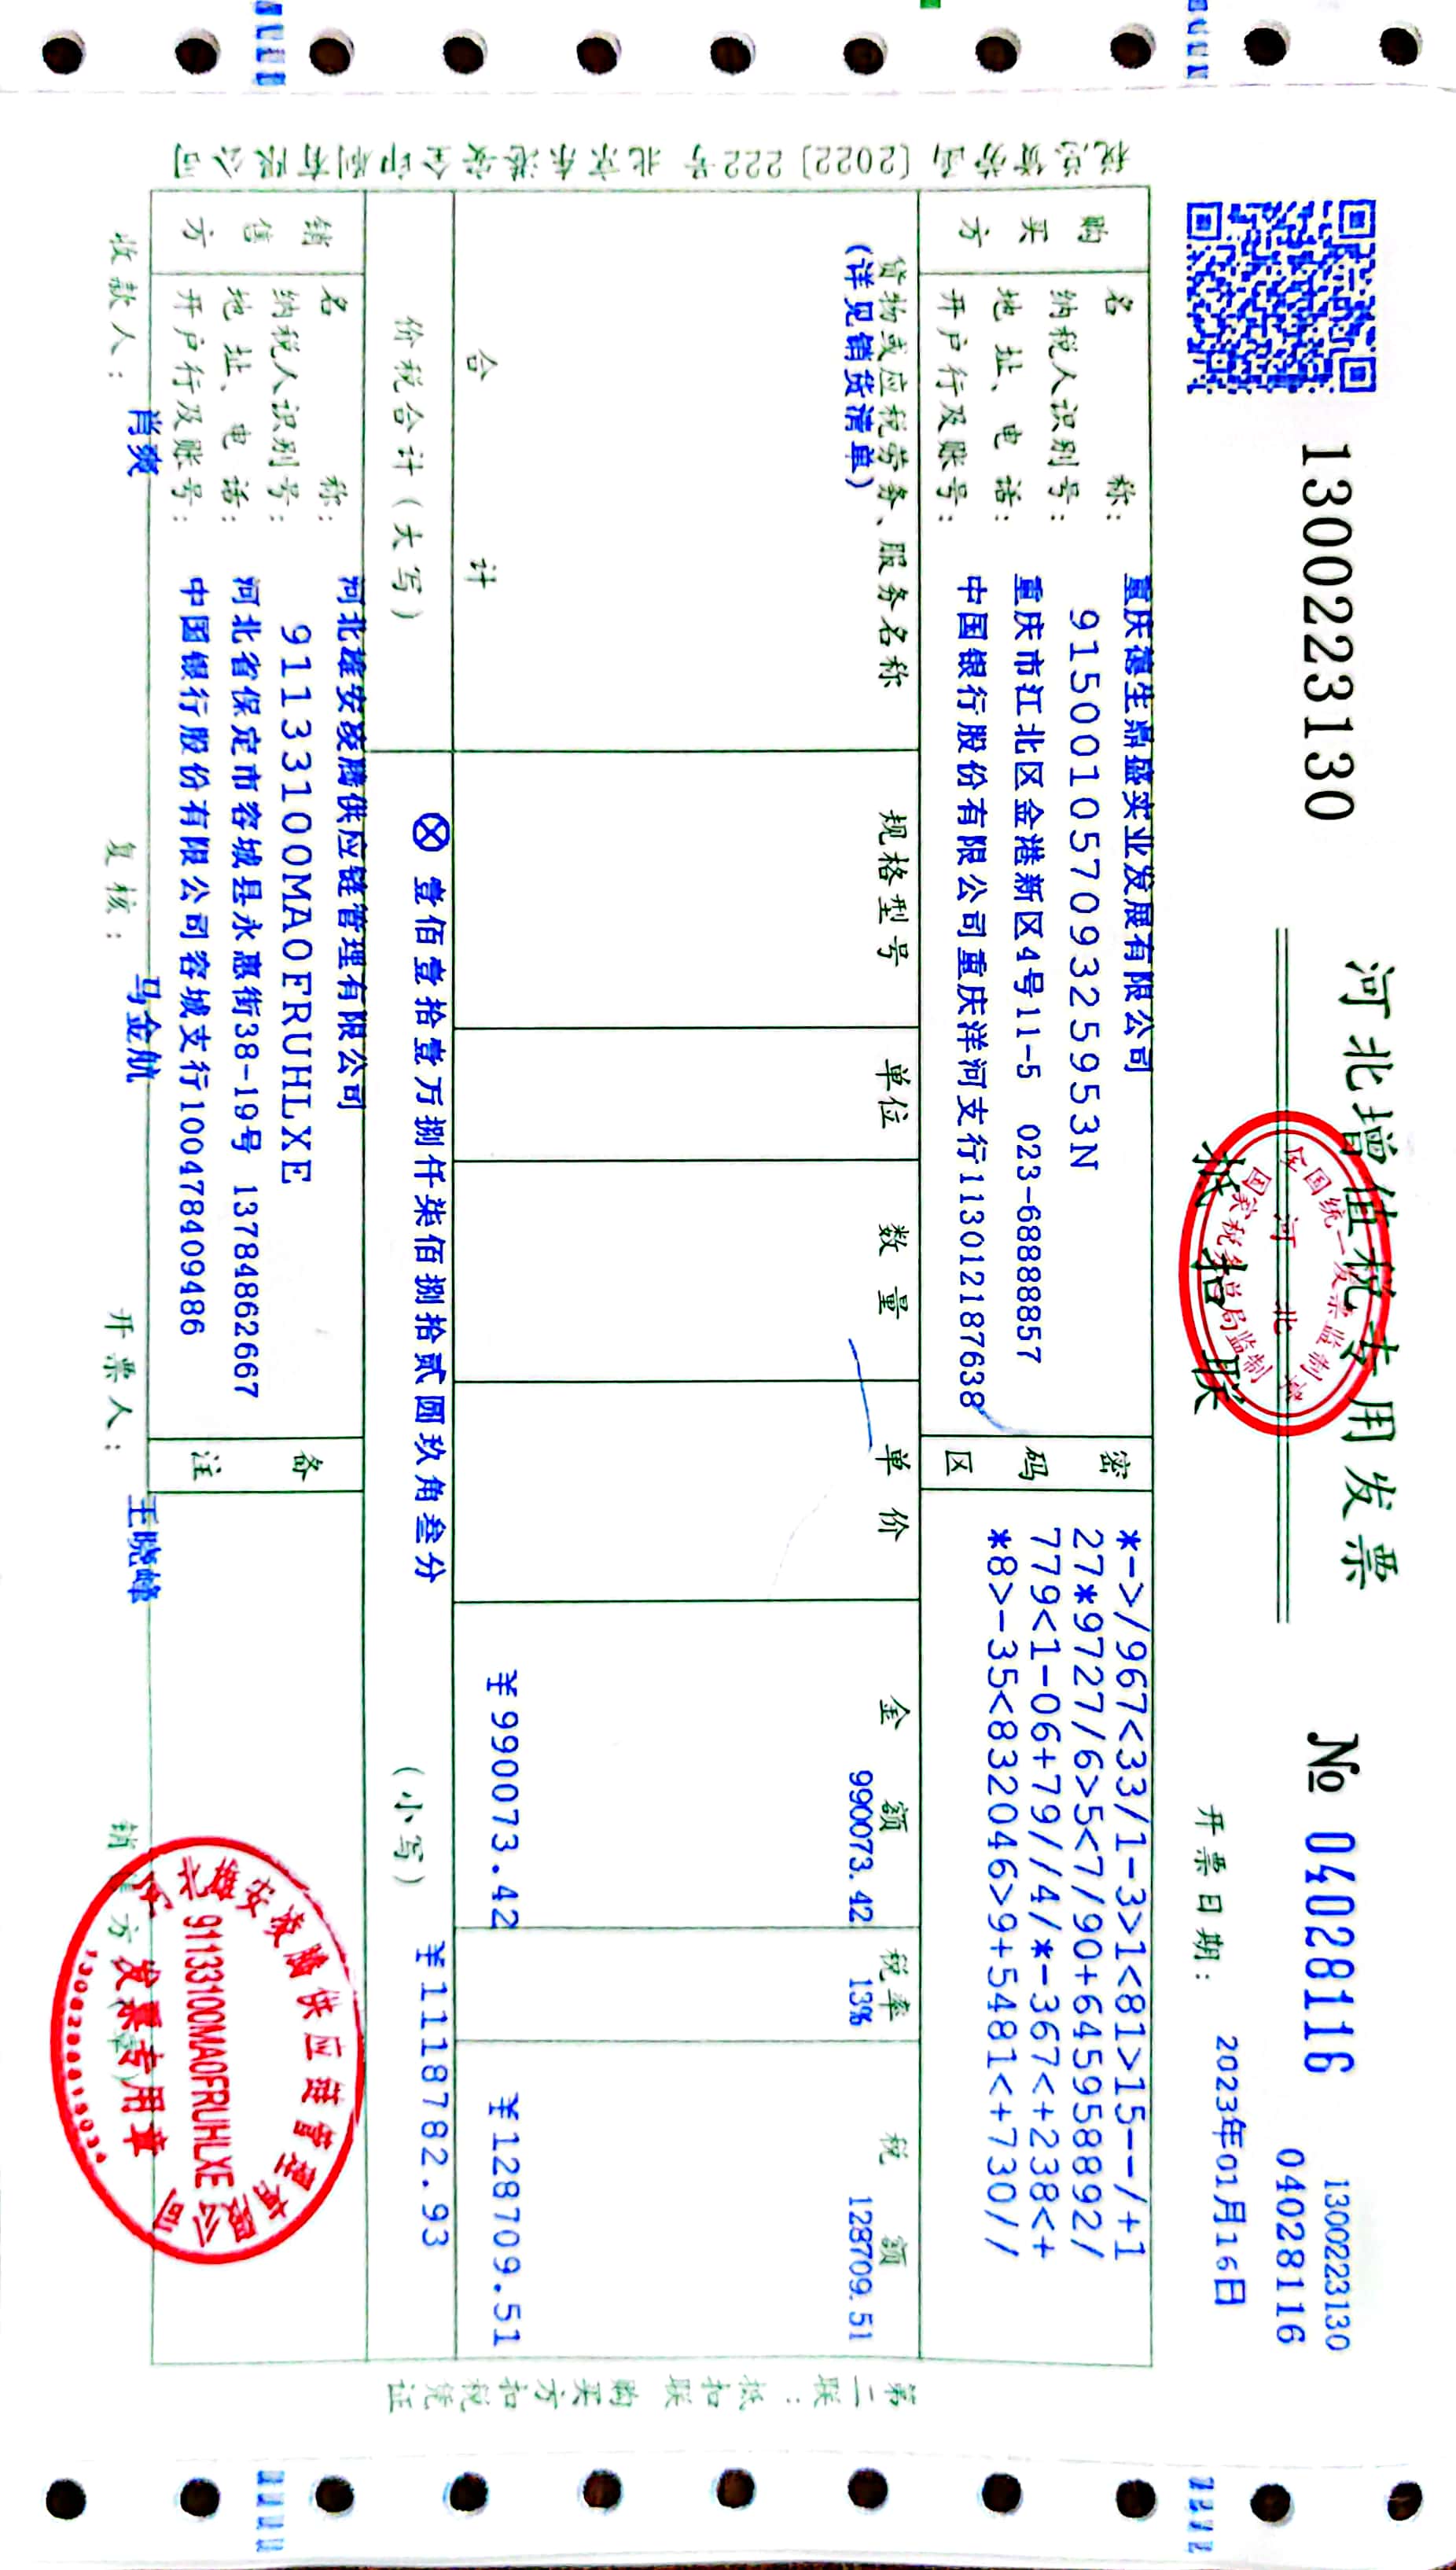 1300223130
河北增值税专用发票
№ 04028116
1300223130
04028116
抵扣联
全国统一发票监制章
河北
国家税务总局监制
开票日期: 2023年01月16日
税总货劳函〔2022〕222号 北京东港安全印刷有限公司
购买方
名称: 重庆德生鼎盛实业发展有限公司
纳税人识别号: 91500105709325953N
地址、电话: 重庆市江北区金港新区4号11-5 023-68888857
开户行及账号: 中国银行股份有限公司重庆洋河支行113012187638
密码区
*->/967<33/1-3>1<81>15--/+1
27*9727/6>5<7/90+6459588892/
779<1-06+79//4/*-367<+238<+
*8>-35<832046>9+5481<+730//
货物或应税劳务、服务名称 规格型号 单位 数量 单价 金额 税率 税额
(详见销货清单) 990073.42 13% 128709.51
合计 ¥990073.42 ¥128709.51
价税合计(大写) ⊗壹佰壹拾壹万捌仟柒佰捌拾贰圆玖角叁分 (小写) ¥1118782.93
销售方
名称: 河北雄安凌腾供应链管理有限公司
纳税人识别号: 91133100MA0FRUHLXE
地址、电话: 河北省保定市容城县永惠街38-19号 13784862667
开户行及账号: 中国银行股份有限公司容城支行100478409486
备注
收款人: 肖爽 复核: 马金航 开票人: 王晓峰 销售方:(章)
河北雄安凌腾供应链管理有限公司
91133100MA0FRUHLXE
发票专用章
第二联:抵扣联 购买方扣税凭证